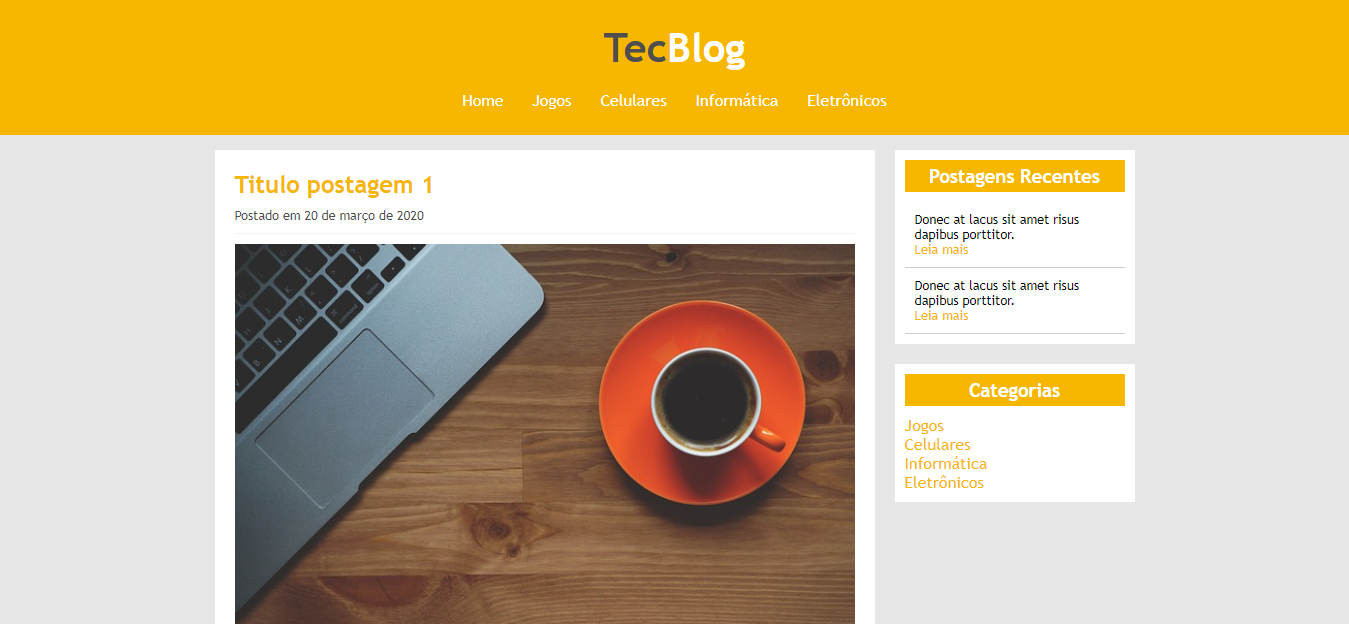 TecBlog
Home Jogos Celulares Informática Eletrônicos
Titulo postagem 1
Postado em 20 de março de 2020
command
option
Postagens Recentes
Donec at lacus sit amet risus
dapibus porttitor.
Leia mais
Donec at lacus sit amet risus
dapibus porttitor.
Leia mais
Categorias
Jogos
Celulares
Informática
Eletrônicos